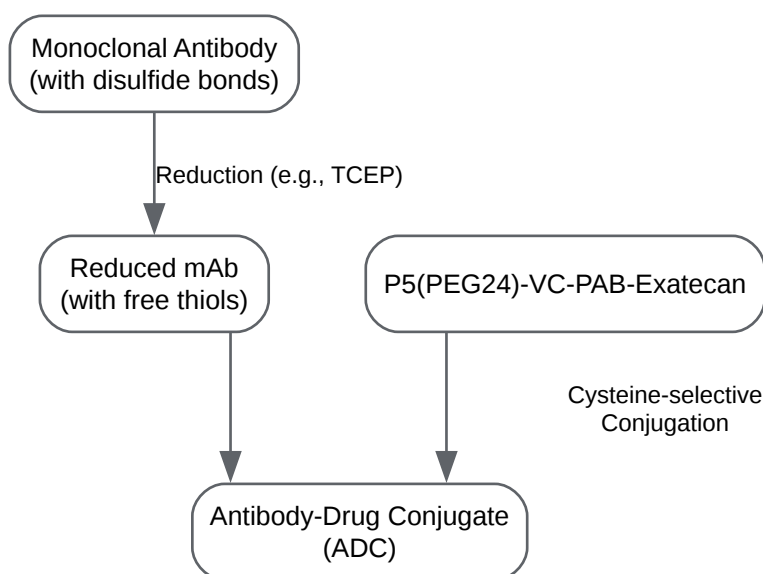 Monoclonal Antibody
(with disulfide bonds)
Reduction (e.g., TCEP)
Reduced mAb
(with free thiols)
P5(PEG24)-VC-PAB-Exatecan
Cysteine-selective
Conjugation
Antibody-Drug Conjugate
(ADC)